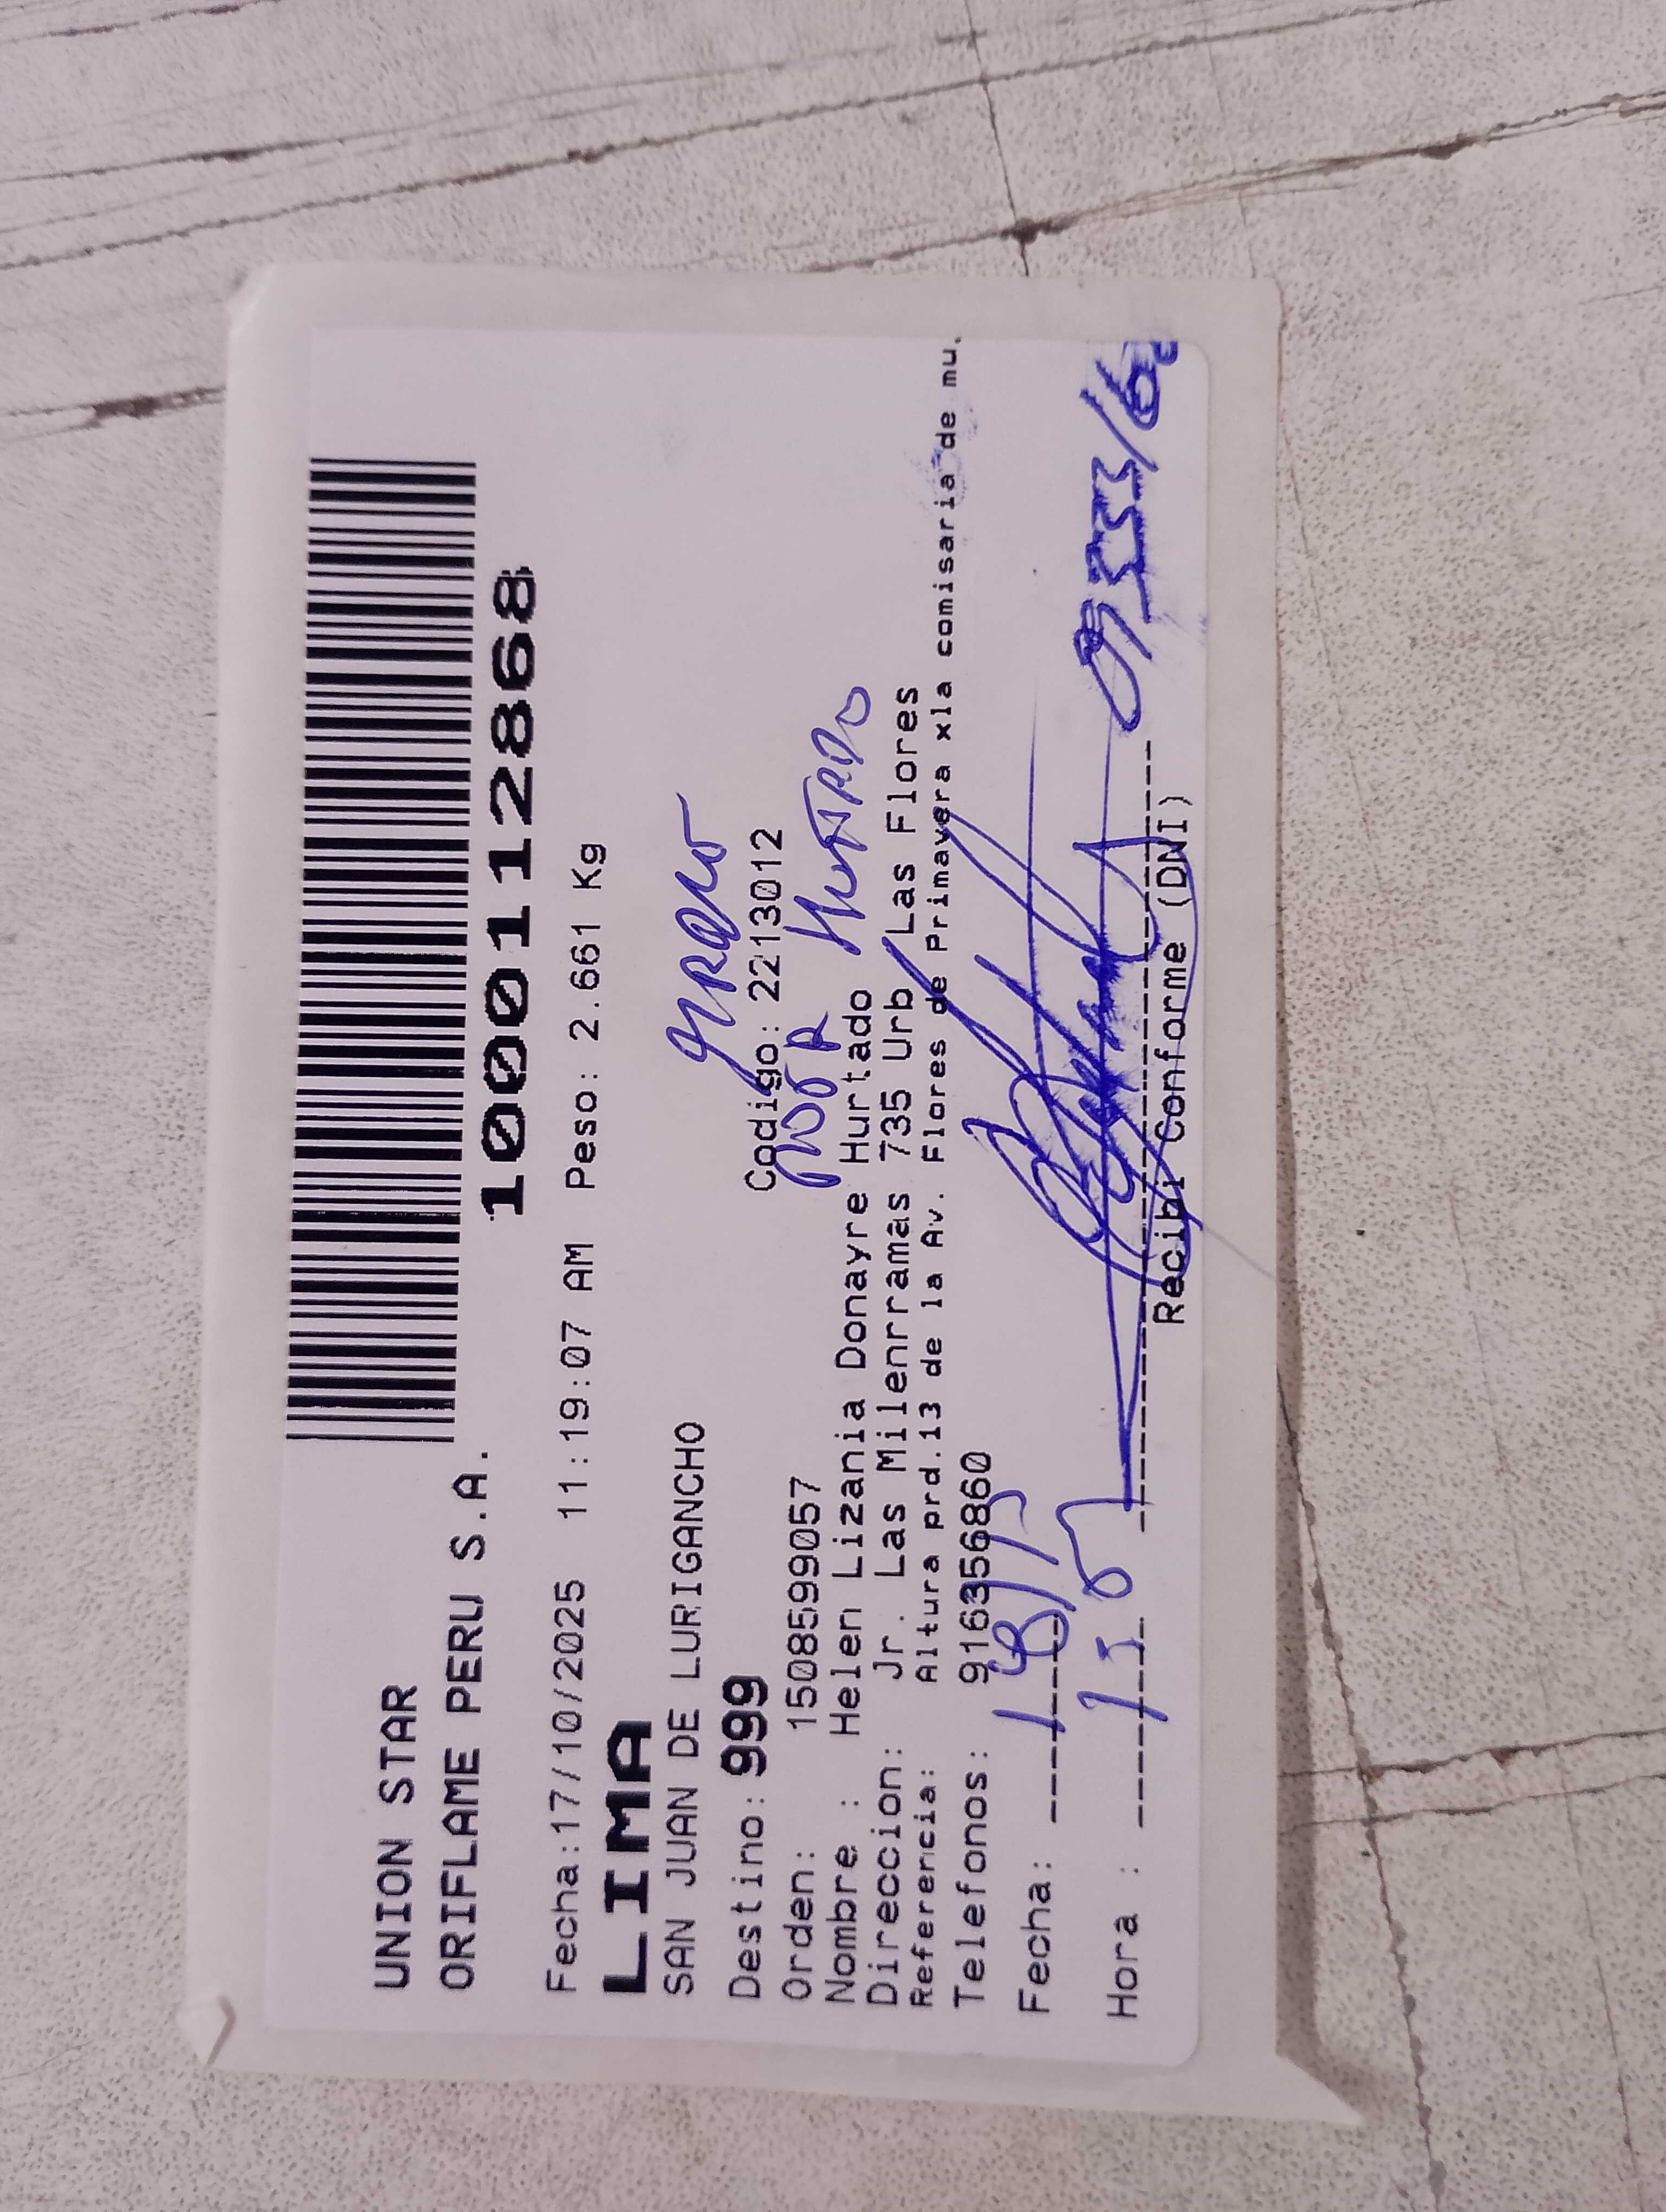 UNION STAR
ORIFLAME PERU S.A.
1000112868
Fecha:17/10/2025 11:19:07 AM Peso: 2.661 Kg
LIMA
SAN JUAN DE LURIGANCHO
Destino: 999 Codigo: 2213012
Orden: 1508599057
HURTADO
Nombre : Helen Lizania Donayre Hurtado
Direccion: Jr. Las Milenrramas 735 Urb Las Flores
Referencia: Altura prd.13 de la Av. Flores de Primavera xla comisaria de mu.
Telefonos: 916356860
Fecha:
Hora :
Recibi Conforme (DNI)